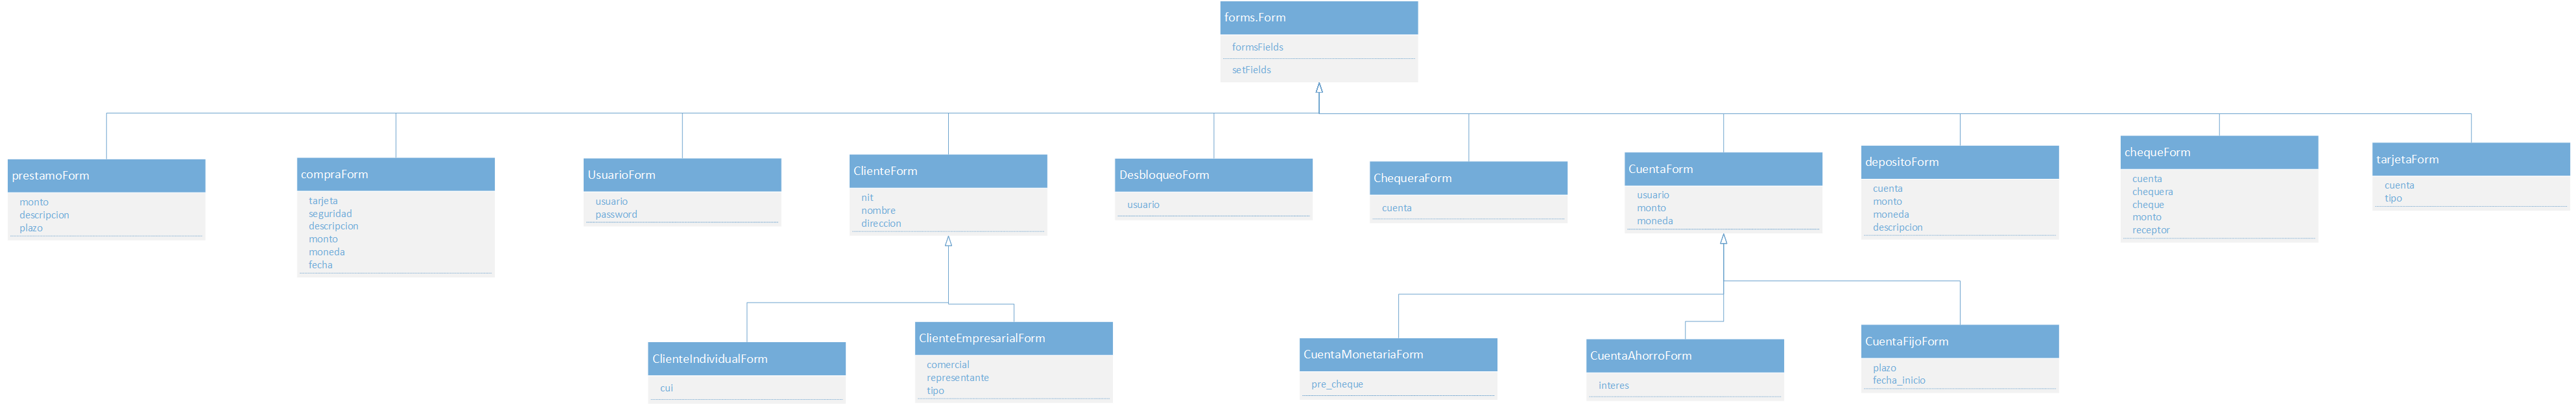 forms.Form
formsFields
setFields
prestamoForm
monto
descripcion
plazo
compraForm
tarjeta
seguridad
descripcion
monto
moneda
fecha
UsuarioForm
usuario
password
ClienteForm
nit
nombre
direccion
DesbloqueoForm
usuario
ChequeraForm
cuenta
CuentaForm
usuario
monto
moneda
depositoForm
cuenta
monto
moneda
descripcion
chequeForm
cuenta
chequera
cheque
monto
receptor
tarjetaForm
cuenta
tipo
ClienteIndividualForm
cui
ClienteEmpresarialForm
comercial
representante
tipo
CuentaMonetariaForm
pre_cheque
CuentaAhorroForm
interes
CuentaFijoForm
plazo
fecha_inicio